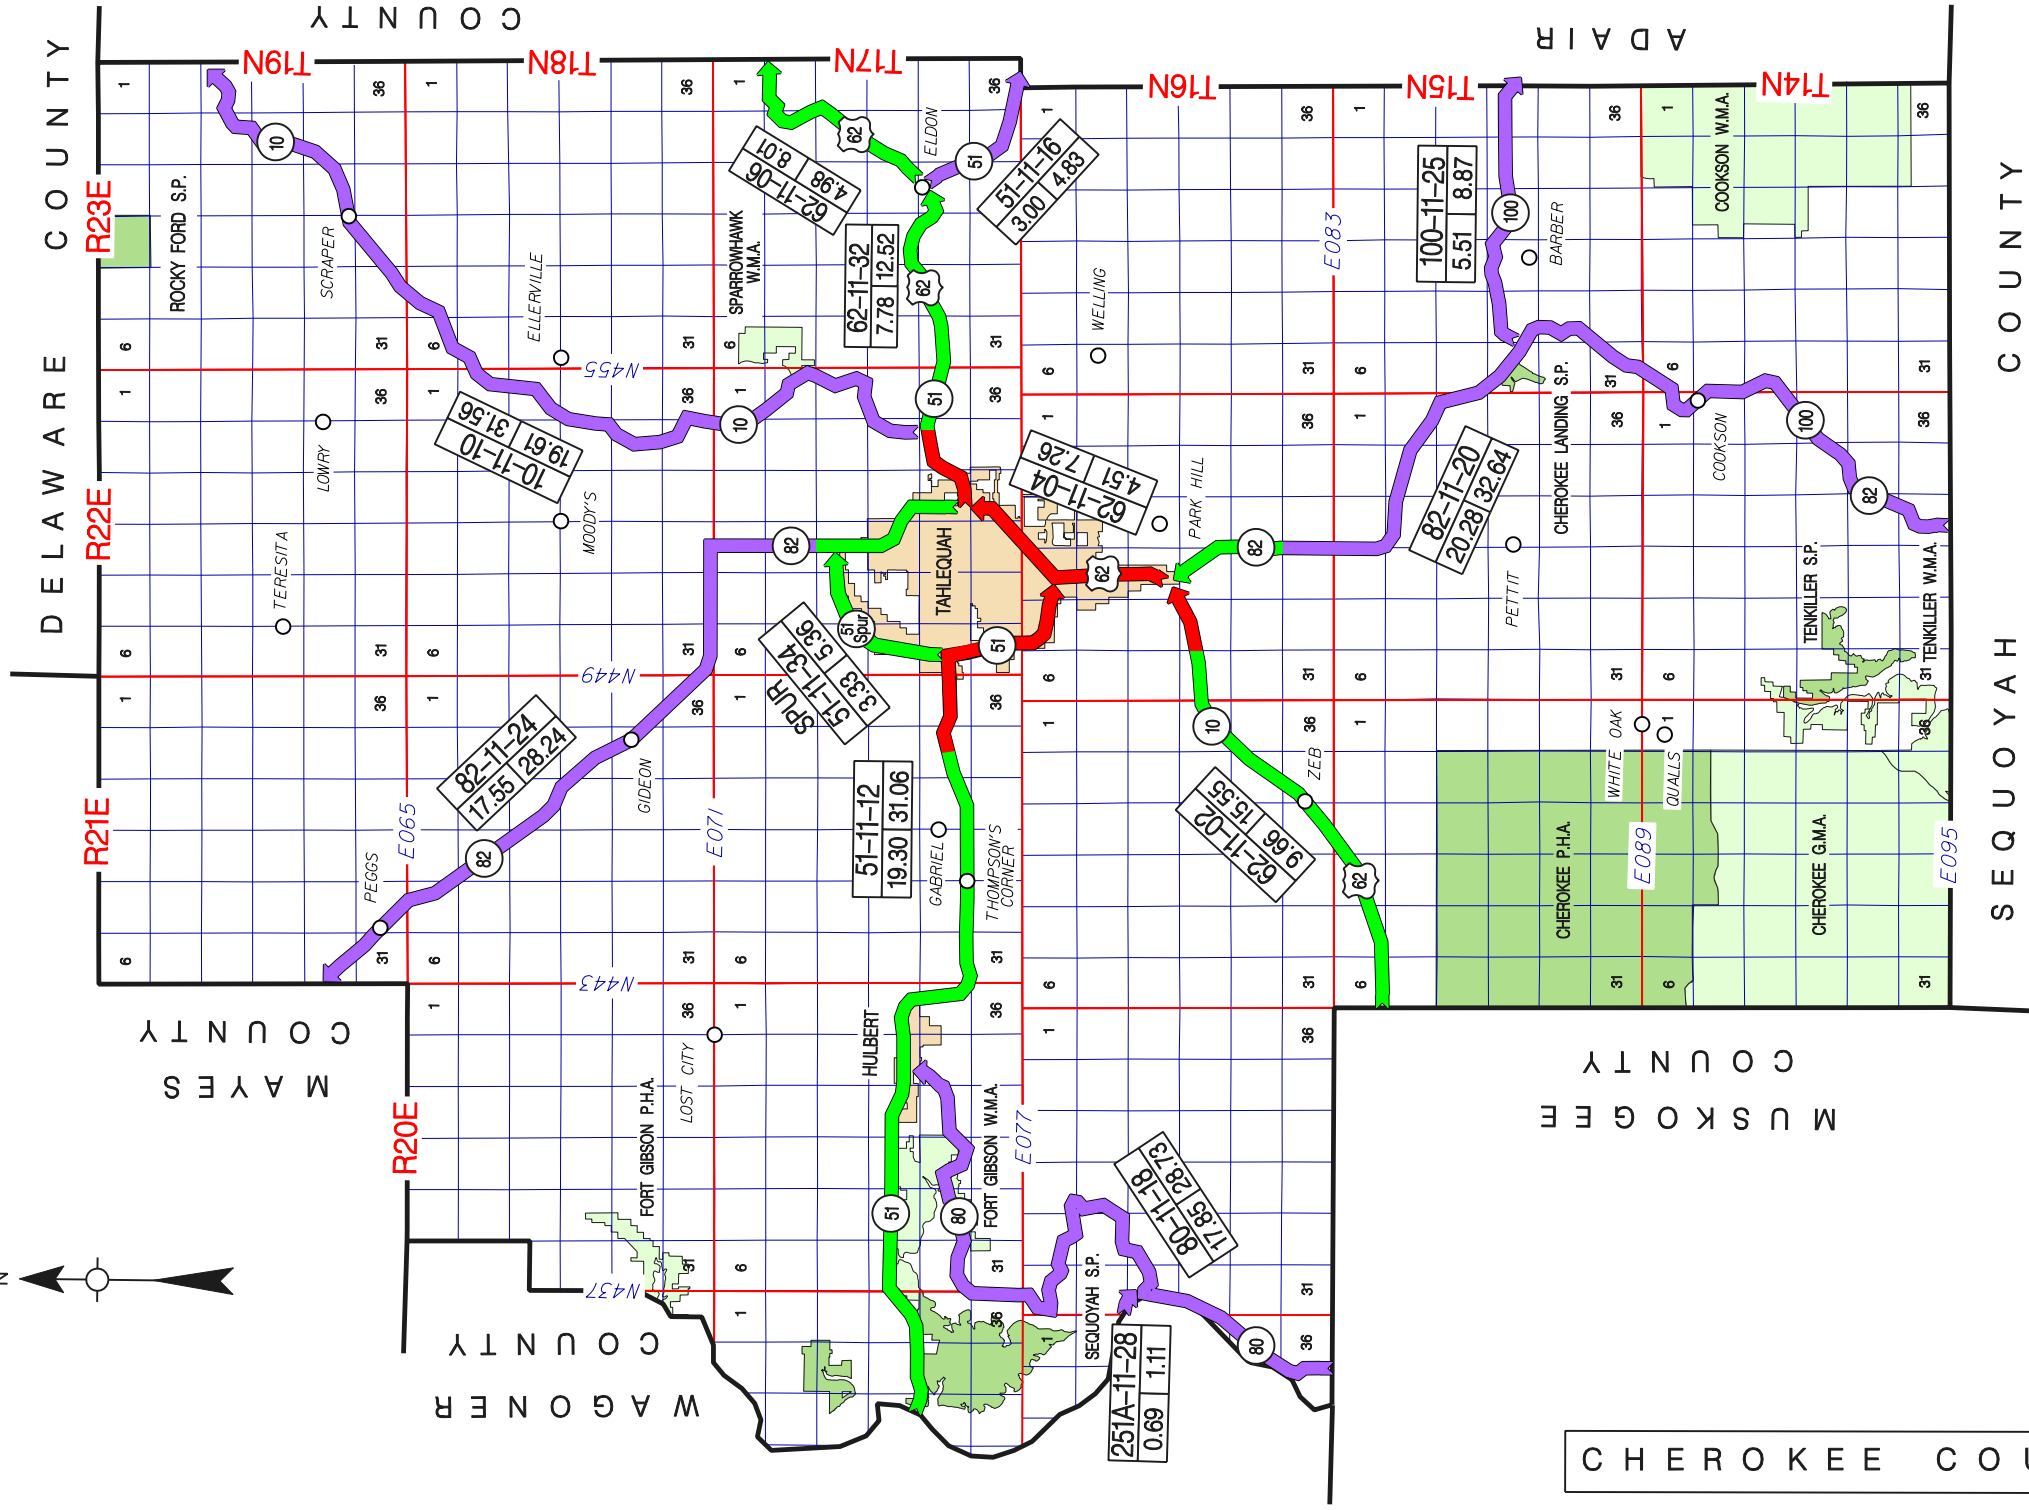 COUNTY
ADAIR
DELAWARE COUNTY
T19N
T18N
T17N
T16N
T15N
T14N
R23E
R22E
R21E
R20E
ROCKY FORD S.P.
SCRAPER
ELLERVILLE
SPARROWHAWK
W.M.A.
ELDON
WELLING
BARBER
COOKSON W.M.A.
62-11-06
4.98 8.01
51-11-16
3.00 4.83
62-11-32
7.78 12.52
100-11-25
5.51 8.87
10-11-10
19.61 31.56
62-11-04
4.51 7.26
82-11-20
20.28 32.64
LOWRY
TERESITA
MOODY'S
TAHLEQUAH
PARK HILL
PETTIT
CHEROKEE LANDING S.P.
COOKSON
TENKILLER S.P.
TENKILLER W.M.A.
N455
N449
N443
N437
E083
E065
E071
E077
E089
E095
SPUR
51-11-34
3.33 5.36
82-11-24
17.55 28.24
51-11-12
19.30 31.06
62-11-02
9.66 15.55
GIDEON
PEGGS
GABRIEL
THOMPSON'S
CORNER
ZEB
WHITE OAK
QUALLS
CHEROKEE P.H.A.
CHEROKEE G.M.A.
HULBERT
LOST CITY
FORT GIBSON P.H.A.
FORT GIBSON W.M.A.
SEQUOYAH S.P.
80-11-18
17.85 28.73
251A-11-28
0.69 1.11
10
62
51
100
82
51
Spur
80
1
6
31
36
COUNTY
MAYES
COUNTY
WAGONER
COUNTY
MUSKOGEE
SEQUOYAH COUNTY
N
CHEROKEE COU